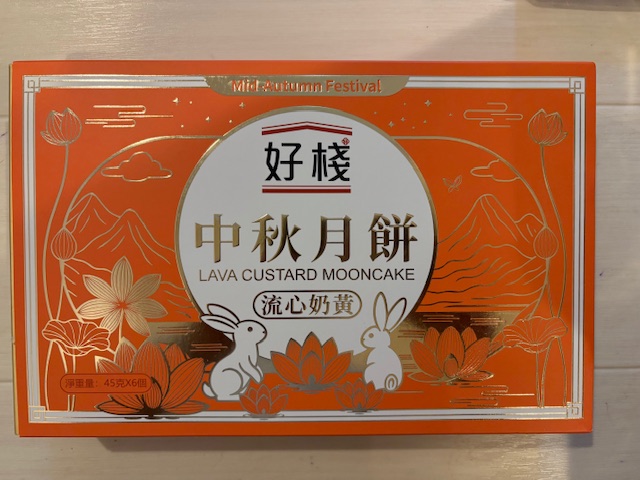 Mid-Autumn Festival
好棧
中秋月餅
LAVA CUSTARD MOONCAKE
流心奶黃
淨重量：45克X6個